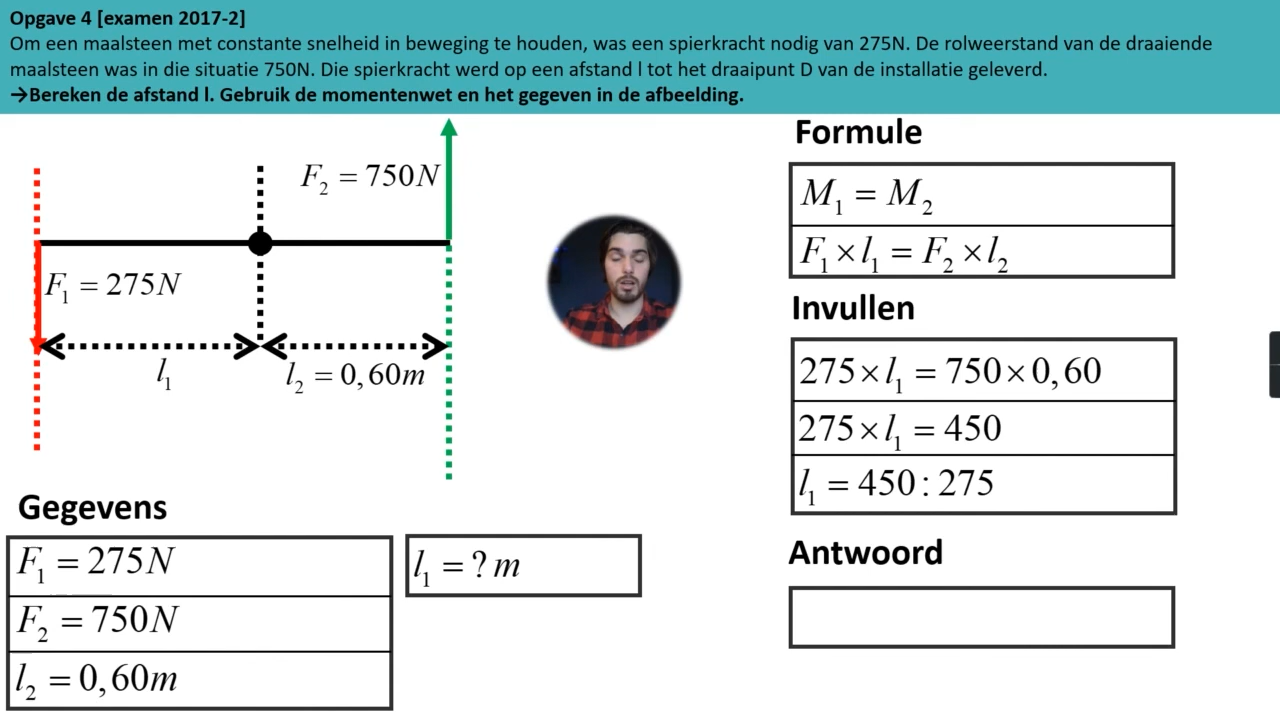 Opgave 4 [examen 2017-2]
Om een maalsteen met constante snelheid in beweging te houden, was een spierkracht nodig van 275N. De rolweerstand van de draaiende
maalsteen was in die situatie 750N. Die spierkracht werd op een afstand l tot het draaipunt D van de installatie geleverd.
→Bereken de afstand l. Gebruik de momentenwet en het gegeven in de afbeelding.
F₂ = 750N
F₁ = 275N
l₁
l₂ = 0,60m
Gegevens
F₁ = 275N
F₂ = 750N
l₂ = 0,60m
l₁ = ? m
Formule
M₁ = M₂
F₁ × l₁ = F₂ × l₂
Invullen
275 × l₁ = 750 × 0,60
275 × l₁ = 450
l₁ = 450 : 275
Antwoord